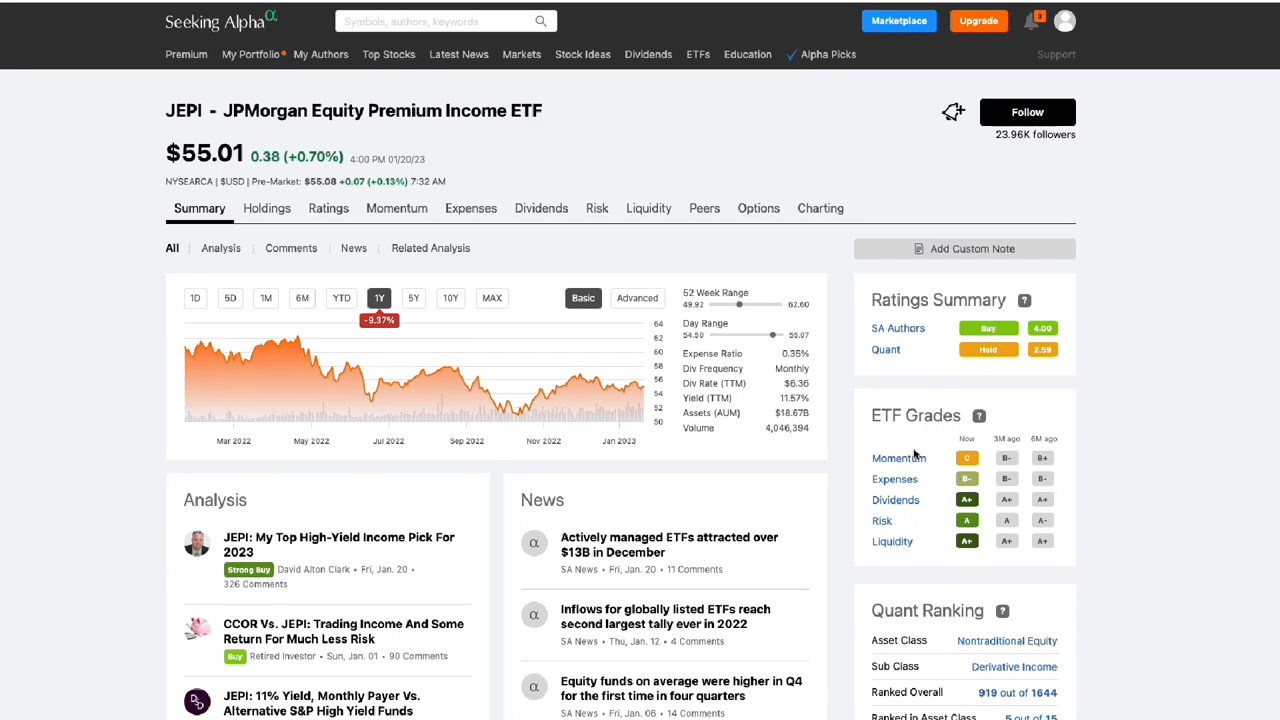 Seeking Alpha α
Symbols, authors, keywords
Marketplace
Upgrade
3
Premium My Portfolio My Authors Top Stocks Latest News Markets Stock Ideas Dividends ETFs Education Alpha Picks Support
JEPI - JPMorgan Equity Premium Income ETF
Follow
23.96K followers
$55.01 0.38 (+0.70%) 4:00 PM 01/20/23
NYSEARCA | $USD | Pre-Market: $55.08 +0.07 (+0.13%) 7:32 AM
Summary Holdings Ratings Momentum Expenses Dividends Risk Liquidity Peers Options Charting
All | Analysis | Comments | News | Related Analysis
Add Custom Note
1D 5D 1M 6M YTD 1Y 5Y 10Y MAX Basic Advanced
-9.37%
64
62
60
58
56
54
52
50
Mar 2022 May 2022 Jul 2022 Sep 2022 Nov 2022 Jan 2023
52 Week Range
49.92 62.60
Day Range
54.50 55.07
Expense Ratio 0.35%
Div Frequency Monthly
Div Rate (TTM) $6.36
Yield (TTM) 11.57%
Assets (AUM) $18.67B
Volume 4,046,394
Ratings Summary ?
SA Authors Buy 4.00
Quant Hold 2.59
ETF Grades ?
Now 3M ago 6M ago
Momentum C B- B+
Expenses B- B- B-
Dividends A+ A+ A+
Risk A A A-
Liquidity A+ A+ A+
Quant Ranking ?
Asset Class Nontraditional Equity
Sub Class Derivative Income
Ranked Overall 919 out of 1644
Ranked in Asset Class 5 out of 15
Analysis
JEPI: My Top High-Yield Income Pick For
2023
Strong Buy David Alton Clark • Fri, Jan. 20 •
326 Comments
CCOR Vs. JEPI: Trading Income And Some
Return For Much Less Risk
Buy Retired Investor • Sun, Jan. 01 • 90 Comments
JEPI: 11% Yield, Monthly Payer Vs.
Alternative S&P High Yield Funds
News
α
Actively managed ETFs attracted over
$13B in December
SA News • Fri, Jan. 20 • 11 Comments
α
Inflows for globally listed ETFs reach
second largest tally ever in 2022
SA News • Thu, Jan. 12 • 4 Comments
α
Equity funds on average were higher in Q4
for the first time in four quarters
SA News • Fri, Jan. 06 • 14 Comments